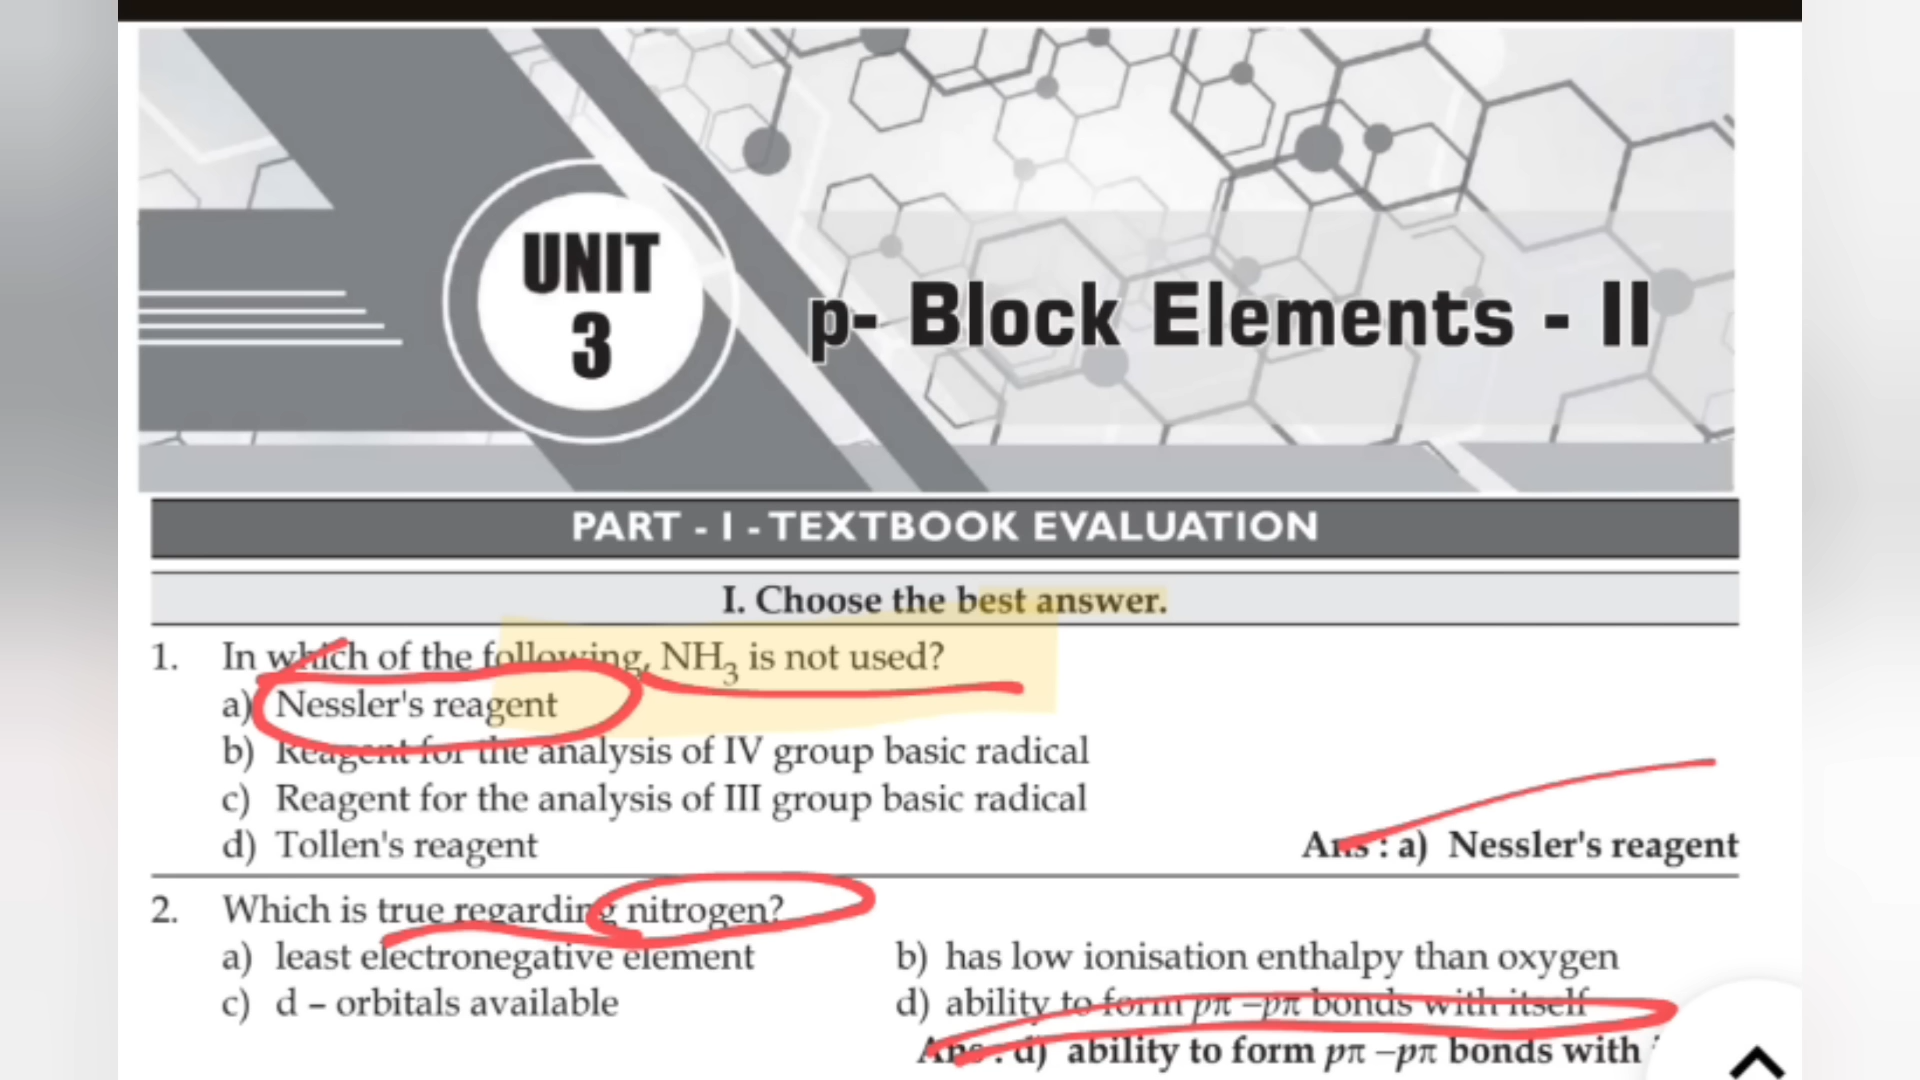 UNIT
3
p- Block Elements - II
PART - I - TEXTBOOK EVALUATION
I. Choose the best answer.
1. In which of the following, NH₃ is not used?
a) Nessler's reagent
b) Reagent for the analysis of IV group basic radical
c) Reagent for the analysis of III group basic radical
d) Tollen's reagent Ans : a) Nessler's reagent
2. Which is true regarding nitrogen?
a) least electronegative element b) has low ionisation enthalpy than oxygen
c) d – orbitals available d) ability to form pπ –pπ bonds with itself
Ans : d) ability to form pπ –pπ bonds with